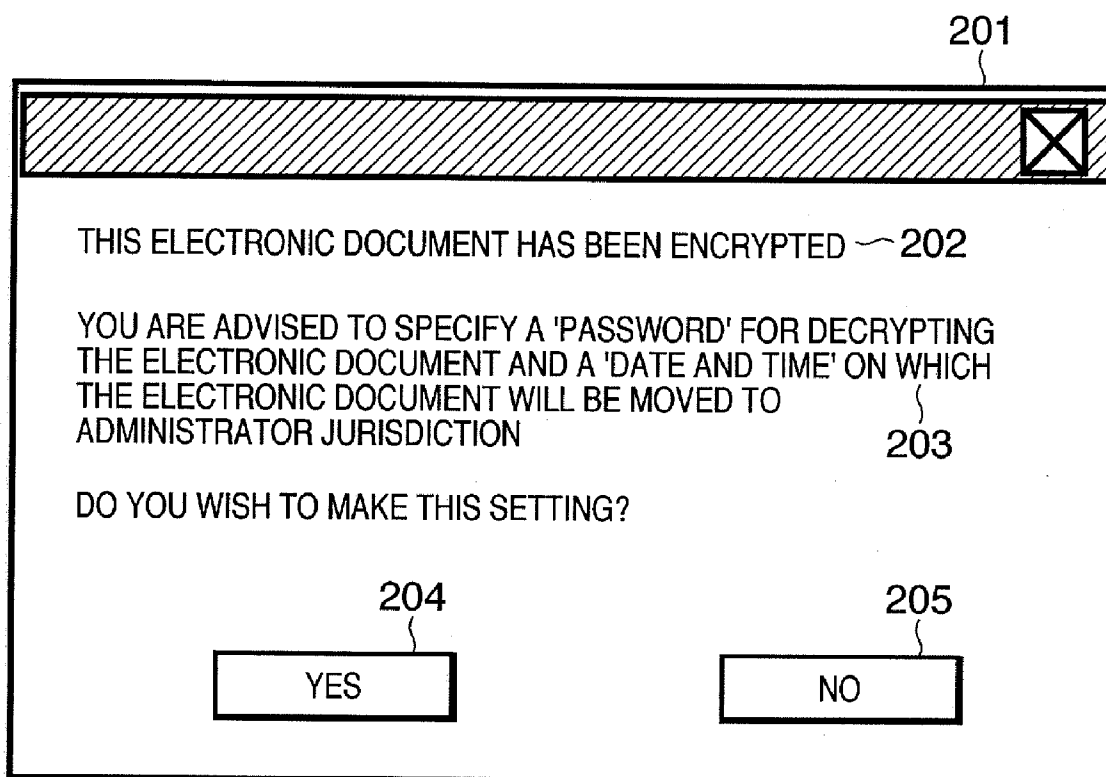 201
THIS ELECTRONIC DOCUMENT HAS BEEN ENCRYPTED 202
YOU ARE ADVISED TO SPECIFY A 'PASSWORD' FOR DECRYPTING
THE ELECTRONIC DOCUMENT AND A 'DATE AND TIME' ON WHICH
THE ELECTRONIC DOCUMENT WILL BE MOVED TO
ADMINISTRATOR JURISDICTION
203
DO YOU WISH TO MAKE THIS SETTING?
204 205
YES NO